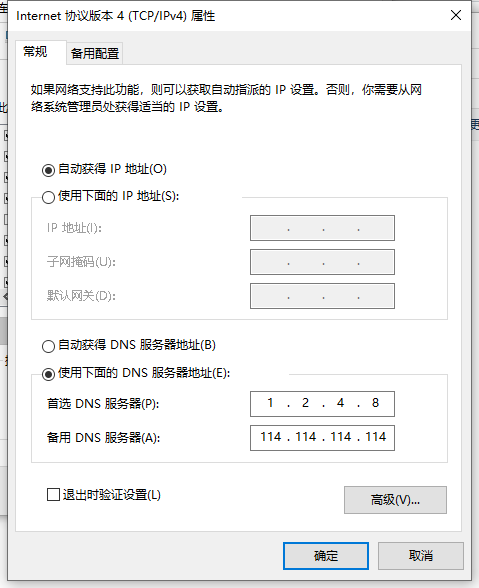 Internet 协议版本 4 (TCP/IPv4) 属性
常规
备用配置
如果网络支持此功能，则可以获取自动指派的 IP 设置。否则，你需要从网
络系统管理员处获得适当的 IP 设置。
自动获得 IP 地址(O)
使用下面的 IP 地址(S):
IP 地址(I):
子网掩码(U):
默认网关(D):
自动获得 DNS 服务器地址(B)
使用下面的 DNS 服务器地址(E):
首选 DNS 服务器(P):
1 . 2 . 4 . 8
备用 DNS 服务器(A):
114 . 114 . 114 . 114
退出时验证设置(L)
高级(V)...
确定
取消